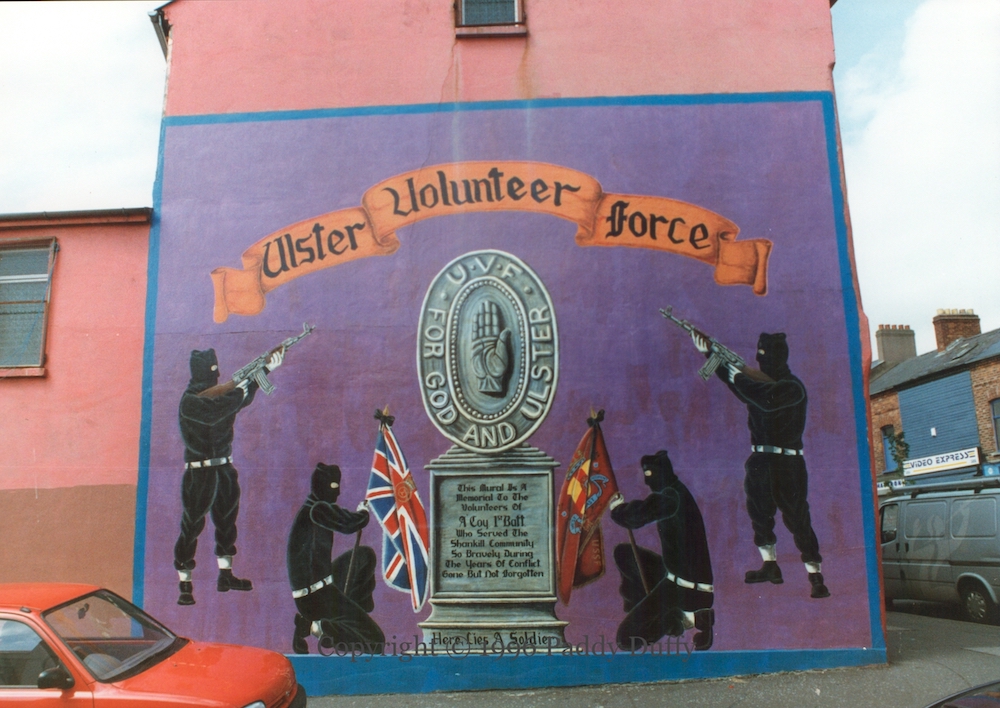 Ulster Volunteer Force
U.V.F.
FOR GOD AND ULSTER
This Mural Is A
Memorial To The
Volunteers Of
A Coy 1st Batt
Who Served The
Shankill Community
So Bravely During
The Years Of Conflict
Gone But Not Forgotten
Here Lies A Soldier
VIDEO EXPRESS
Copyright © 1996 Paddy Duffy